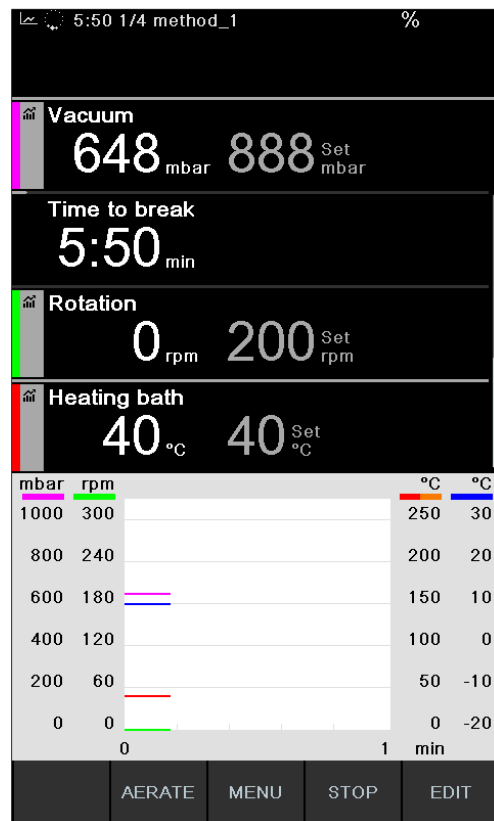 5:50 1/4 method_1 %
Vacuum
648 mbar 888 Set mbar
Time to break
5:50 min
Rotation
0 rpm 200 Set rpm
Heating bath
40 °C 40 Set °C
mbar rpm °C °C
1000 300 250 30
800 240 200 20
600 180 150 10
400 120 100 0
200 60 50 -10
0 0 0 -20
0 1 min
AERATE MENU STOP EDIT